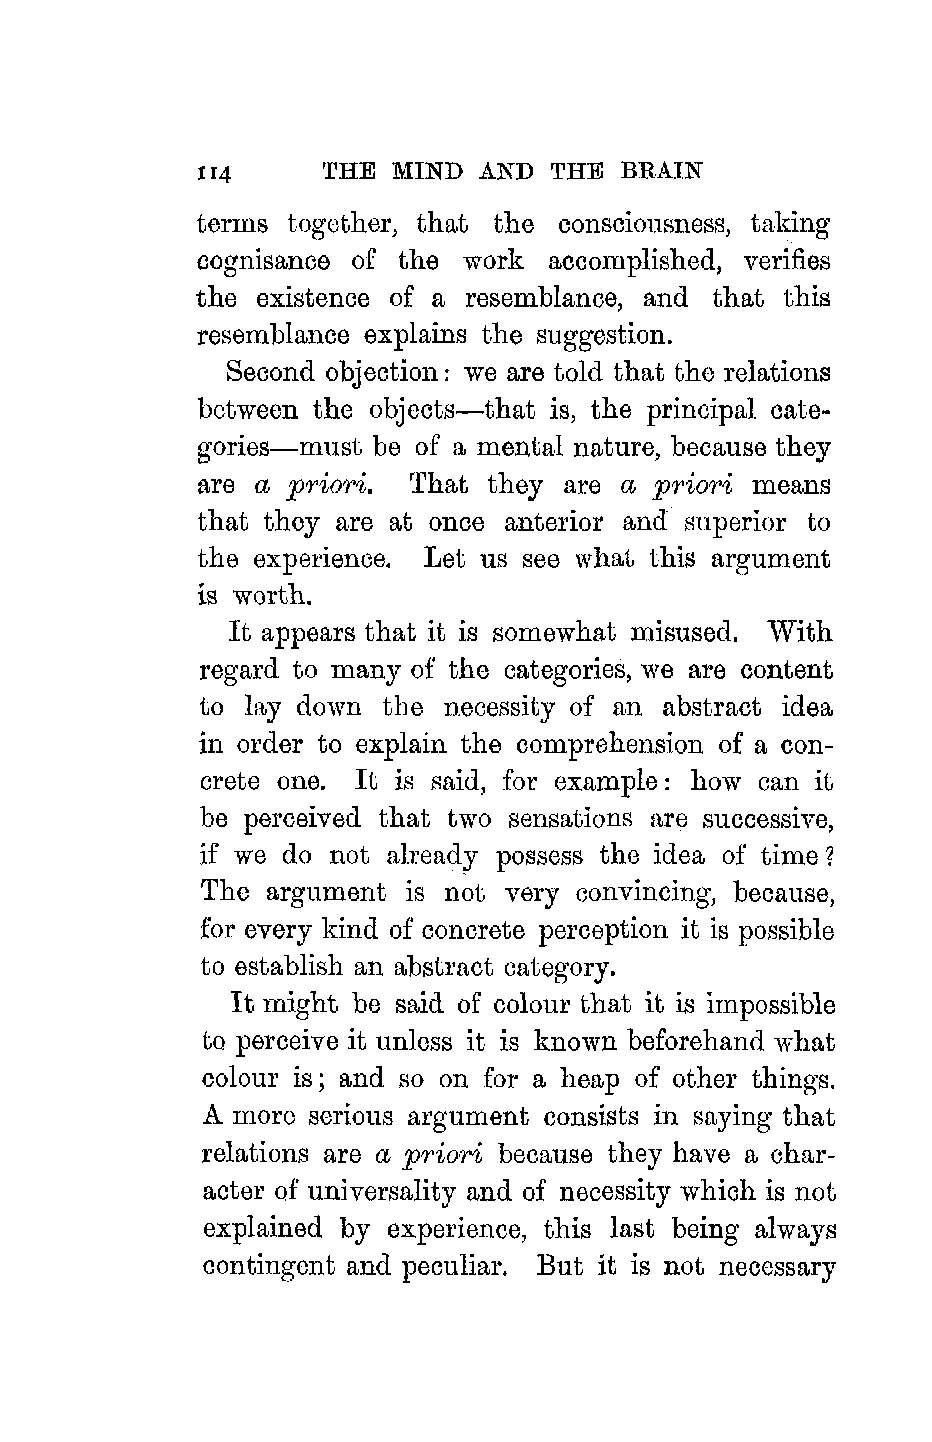 114 THE MIND AND THE BRAIN
terms together, that the consciousness, taking
cognisance of the work accomplished, verifies
the existence of a resemblance, and that this
resemblance explains the suggestion.
Second objection: we are told that the relations
between the objects—that is, the principal cate-
gories—must be of a mental nature, because they
are a priori. That they are a priori means
that they are at once anterior and superior to
the experience. Let us see what this argument
is worth.
It appears that it is somewhat misused. With
regard to many of the categories, we are content
to lay down the necessity of an abstract idea
in order to explain the comprehension of a con-
crete one. It is said, for example: how can it
be perceived that two sensations are successive,
if we do not already possess the idea of time?
The argument is not very convincing, because,
for every kind of concrete perception it is possible
to establish an abstract category.
It might be said of colour that it is impossible
to perceive it unless it is known beforehand what
colour is; and so on for a heap of other things.
A more serious argument consists in saying that
relations are a priori because they have a char-
acter of universality and of necessity which is not
explained by experience, this last being always
contingent and peculiar. But it is not necessary